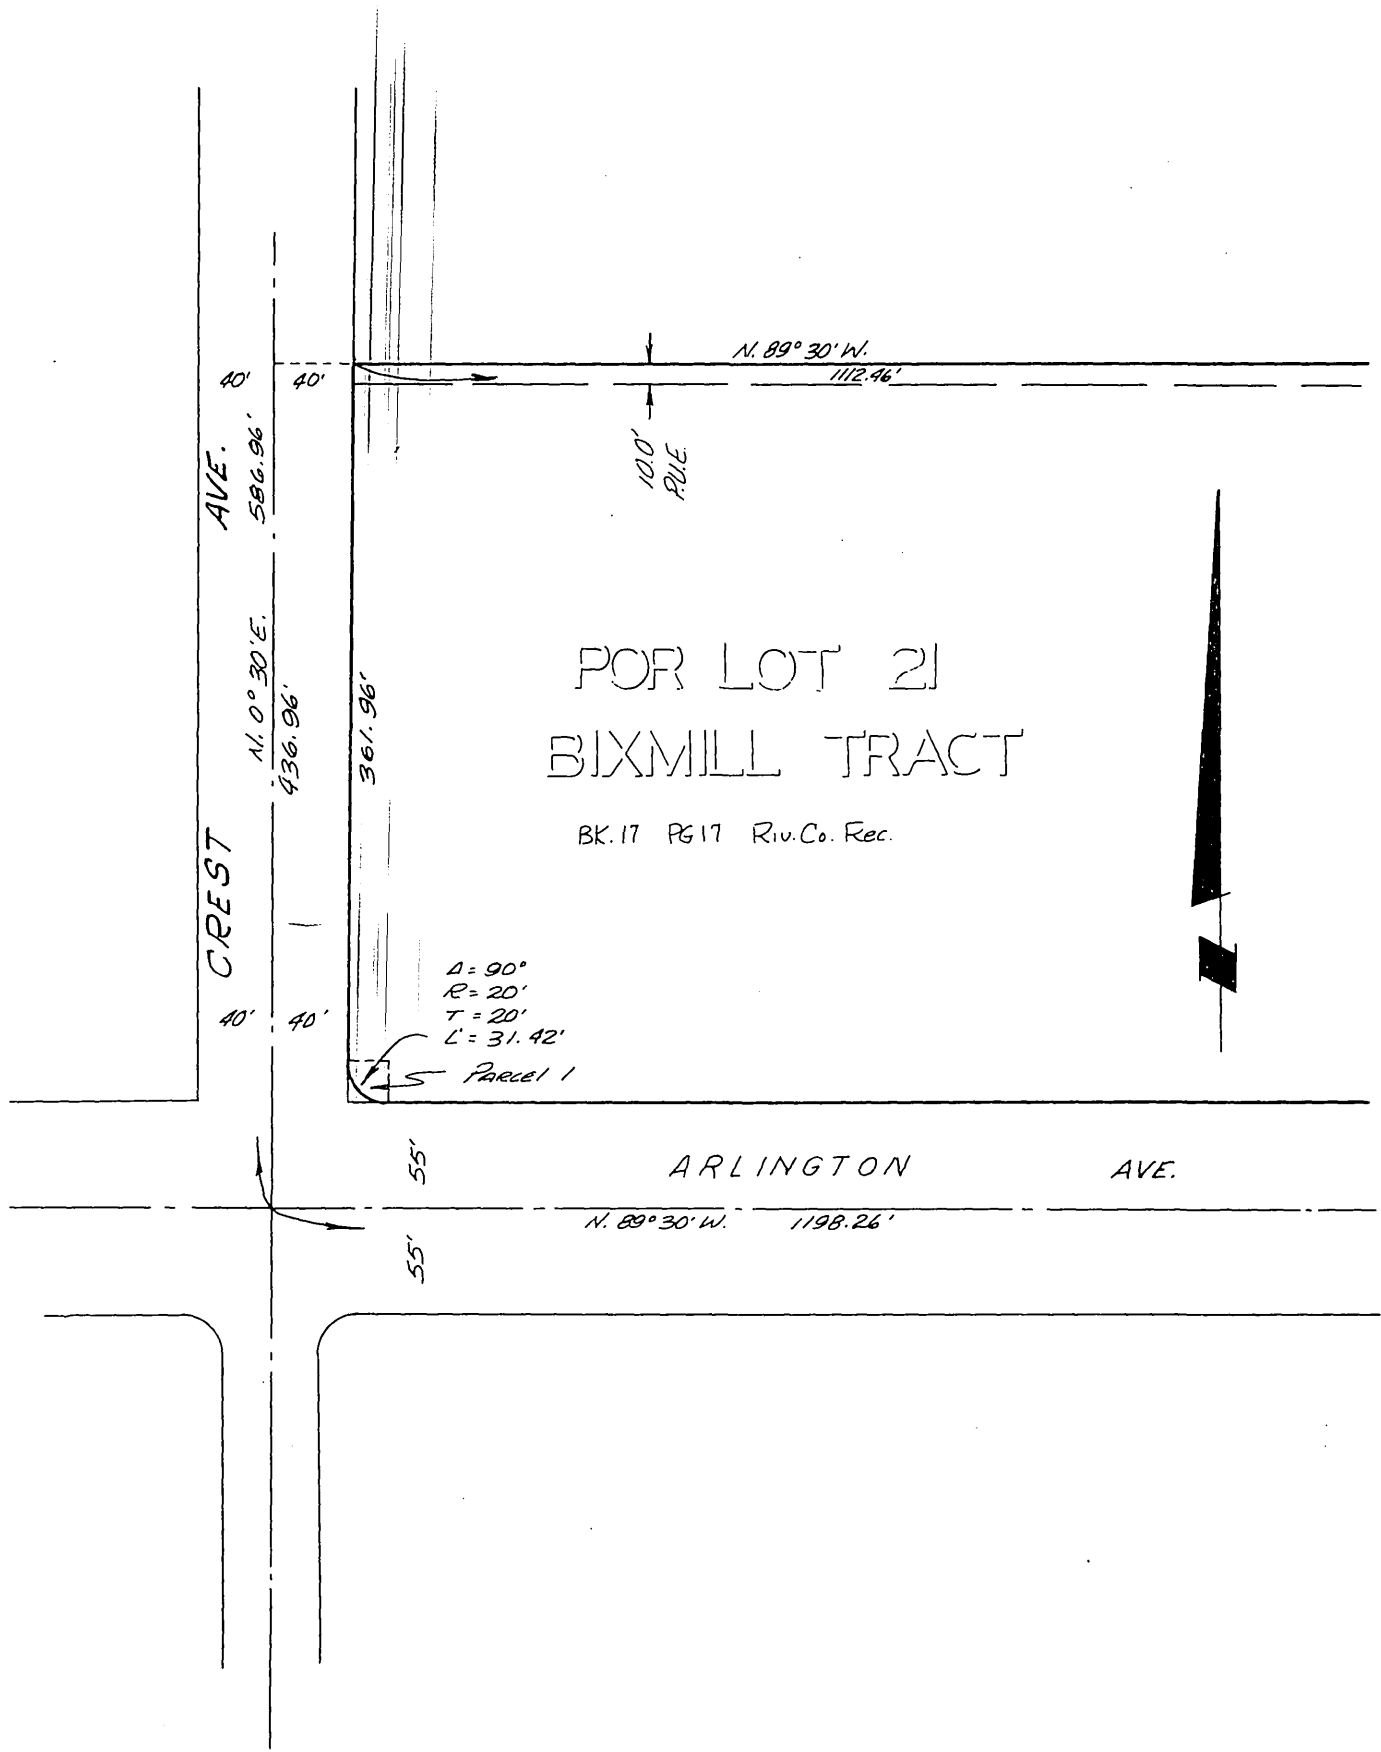 N. 89° 30' W.
1112.46'
40' 40'
10.0'
P.U.E.
CREST AVE.
N. 0° 30' E. 586.96'
436.96'
361.96'
POR LOT 21
BIXMILL TRACT
BK. 17 PG 17 Riv. Co. Rec.
Δ = 90°
R = 20'
T = 20'
L = 31.42'
40' 40'
PARCEL 1
55'
ARLINGTON AVE.
N. 89° 30' W. 1198.26'
55'
N